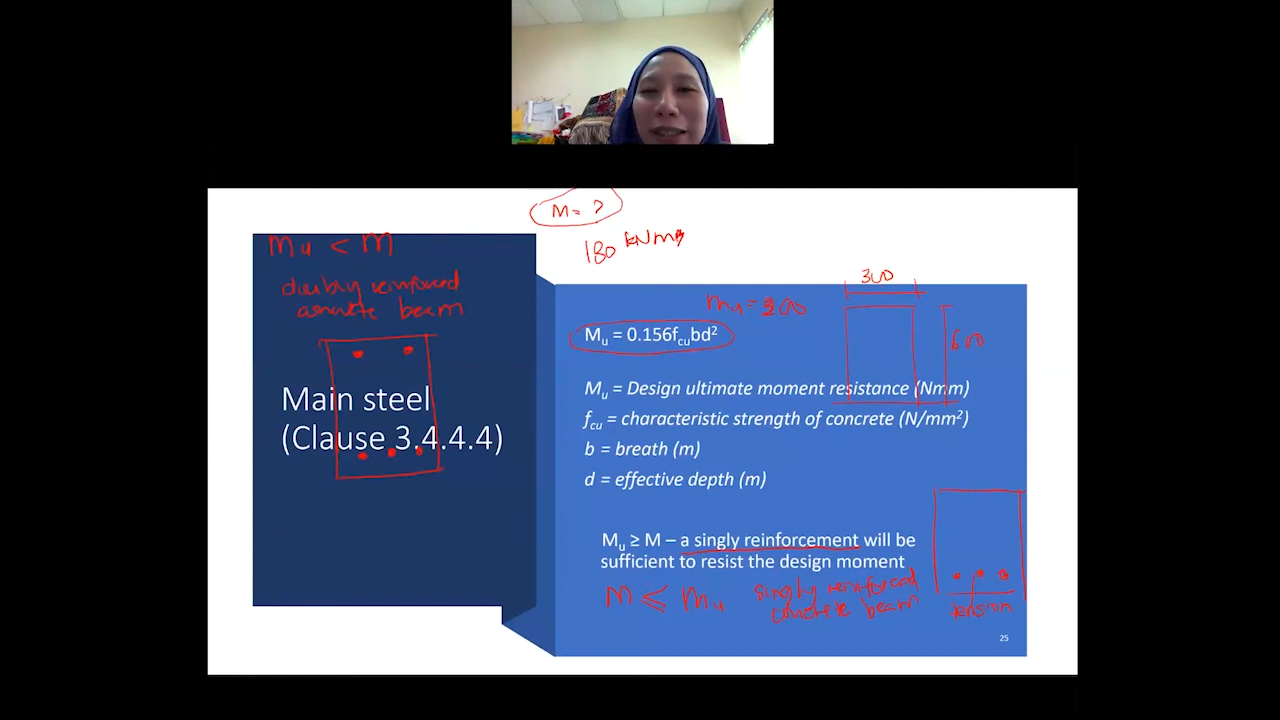 M = ?
180 kNm
Mu < M
doubly reinforced
concrete beam
Main steel
(Clause 3.4.4.4)
300
600
Mu = 200
Mu = 0.156fcubd²
Mu = Design ultimate moment resistance (Nmm)
fcu = characteristic strength of concrete (N/mm²)
b = breath (m)
d = effective depth (m)
Mu ≥ M – a singly reinforcement will be
sufficient to resist the design moment
M ≤ Mu
singly reinforced
concrete beam
tension
25